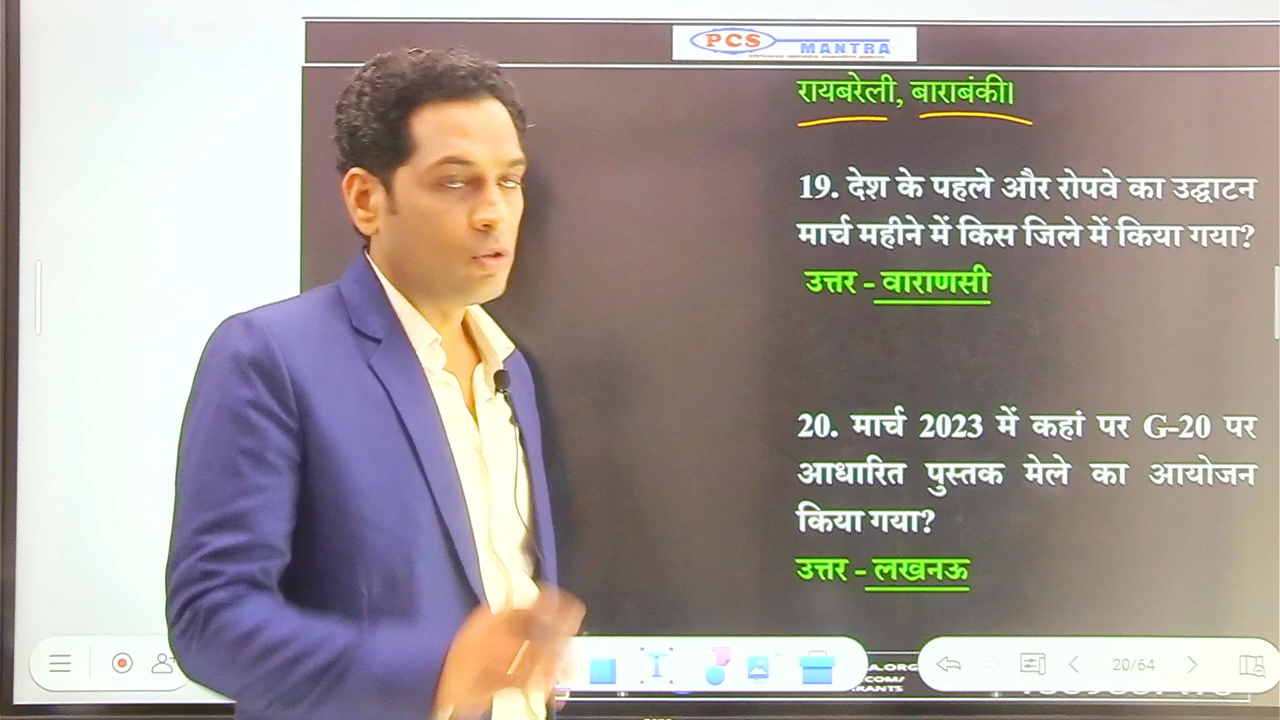 PCS MANTRA
रायबरेली, बाराबंकी।
19. देश के पहले और रोपवे का उद्घाटन
मार्च महीने में किस जिले में किया गया?
उत्तर - वाराणसी
20. मार्च 2023 में कहां पर G-20 पर
आधारित पुस्तक मेले का आयोजन
किया गया?
उत्तर - लखनऊ
20/64